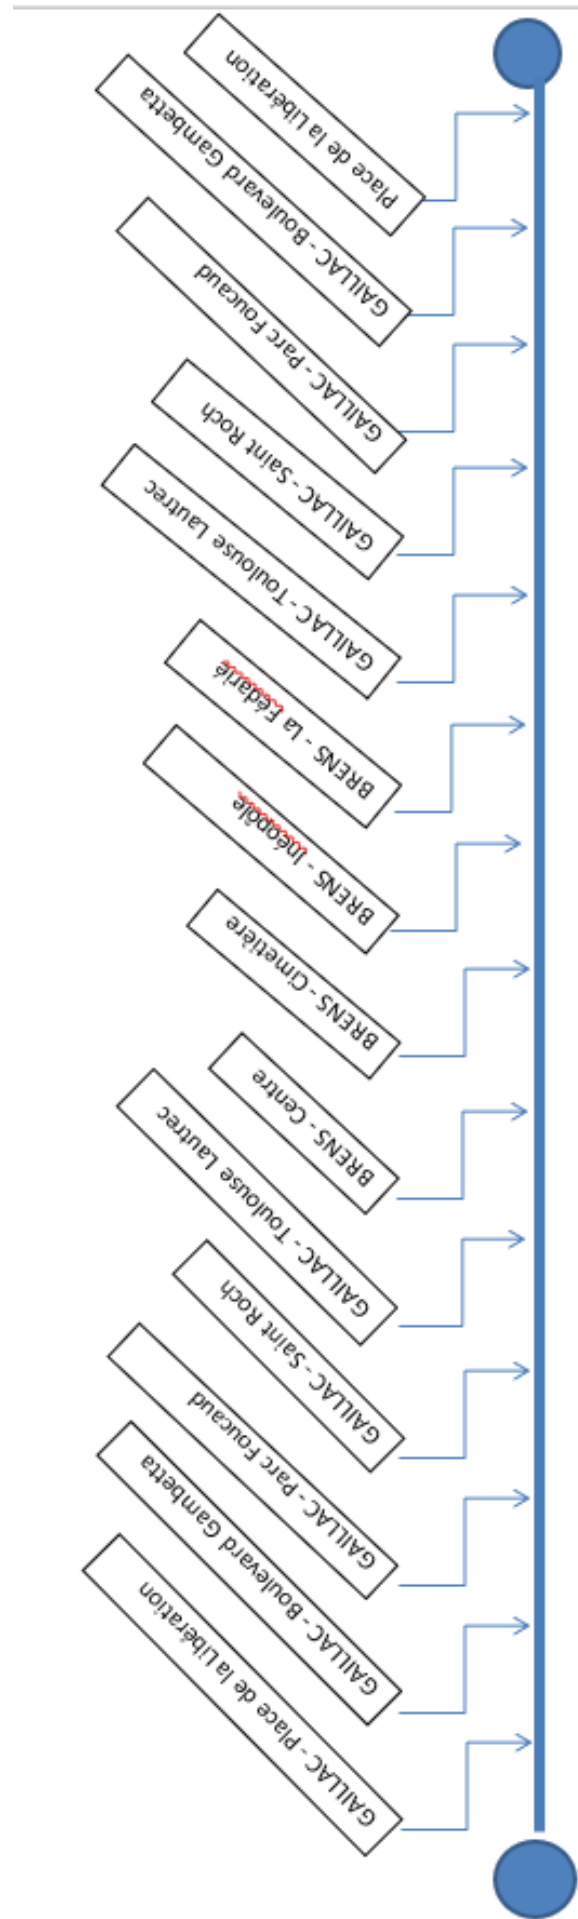 Place de la Libération
GAILLAC - Boulevard Gambetta
GAILLAC - Parc Foucaud
GAILLAC - Saint Roch
GAILLAC - Toulouse Lautrec
BRENS - La Fédarié
BRENS - Inéopôle
BRENS - Cimetière
BRENS - Centre
GAILLAC - Toulouse Lautrec
GAILLAC - Saint Roch
GAILLAC - Parc Foucaud
GAILLAC - Boulevard Gambetta
GAILLAC - Place de la Libération